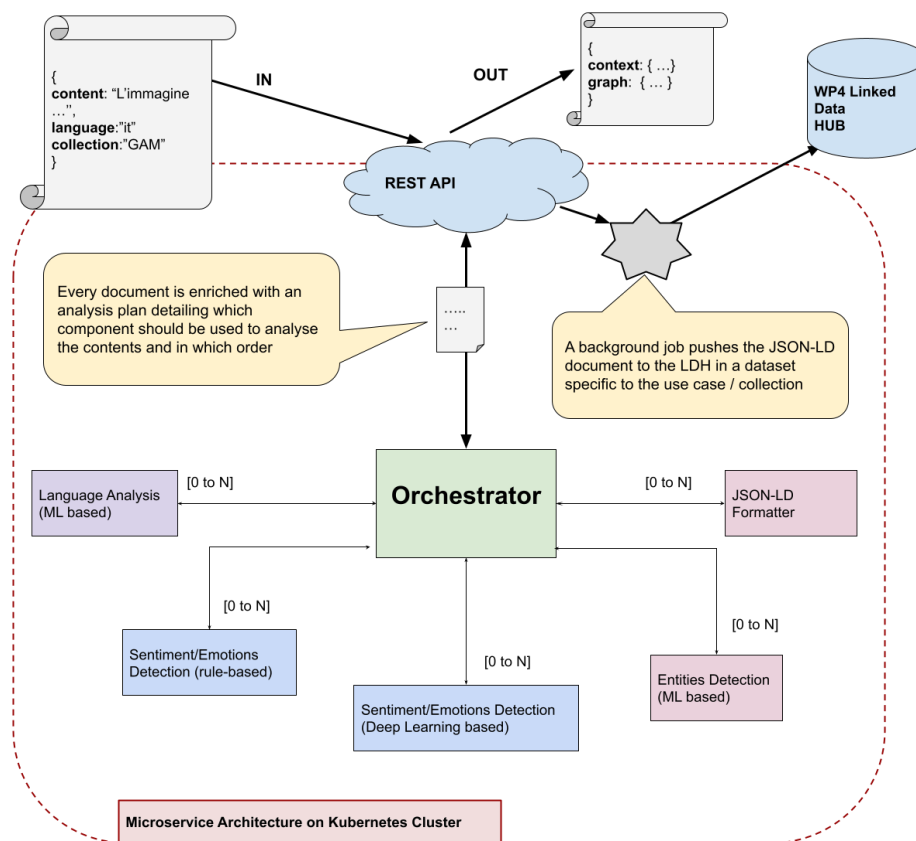 {
content: “L’immagine
…”,
language:”it”
collection:”GAM”
}
IN
OUT
{
context: { …}
graph:  { … }
}
WP4 Linked
Data
HUB
REST API
Every document is enriched with an
analysis plan detailing which
component should be used to analyse
the contents and in which order
…..
…
A background job pushes the JSON-LD
document to the LDH in a dataset
specific to the use case / collection
Orchestrator
Language Analysis
(ML based)
[0 to N]
[0 to N]
JSON-LD
Formatter
[0 to N]
Sentiment/Emotions
Detection (rule-based)
[0 to N]
Sentiment/Emotions Detection
(Deep Learning based)
[0 to N]
Entities Detection
(ML based)
Microservice Architecture on Kubernetes Cluster